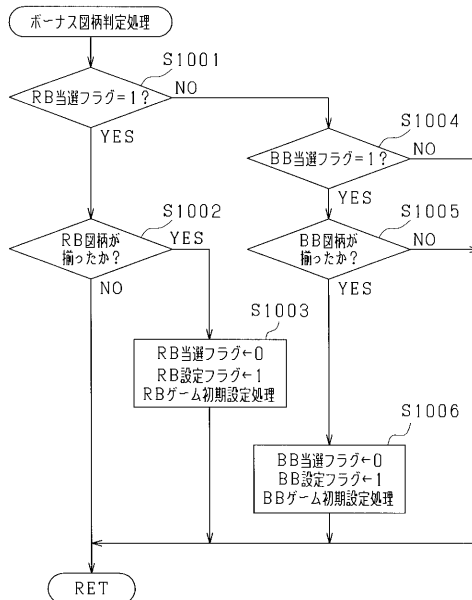 ボーナス図柄判定処理
S1001
RB当選フラグ=1?
NO
YES
S1004
BB当選フラグ=1?
NO
YES
S1002
RB図柄が
揃ったか?
YES
NO
S1005
BB図柄が
揃ったか?
NO
YES
S1003
RB当選フラグ←0
RB設定フラグ←1
RBゲーム初期設定処理
S1006
BB当選フラグ←0
BB設定フラグ←1
BBゲーム初期設定処理
RET